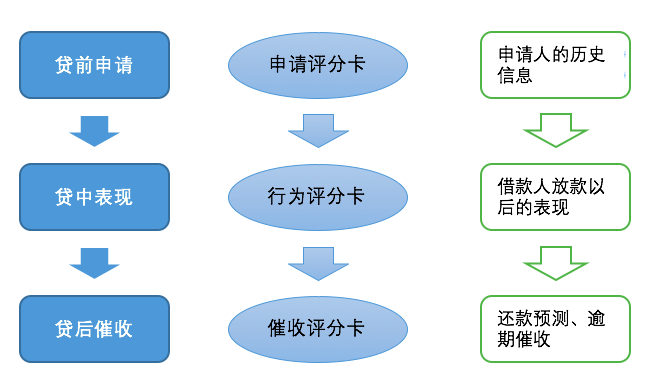 贷前申请
申请评分卡
申请人的历史
信息
贷中表现
行为评分卡
借款人放款以
后的表现
贷后催收
催收评分卡
还款预测、逾
期催收